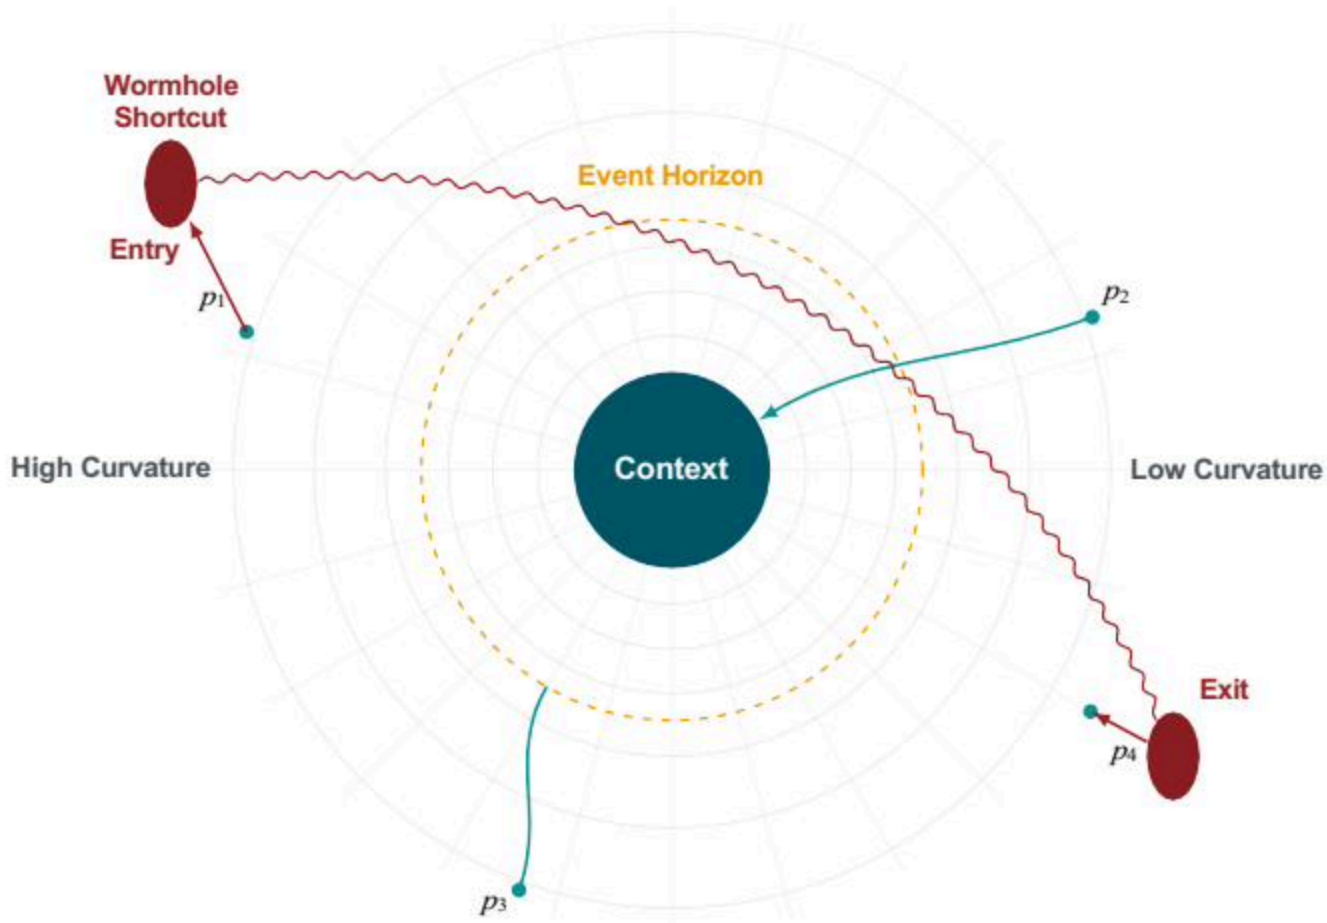 Wormhole
Shortcut
Event Horizon
Entry
p1
p2
High Curvature
Context
Low Curvature
Exit
p4
p3